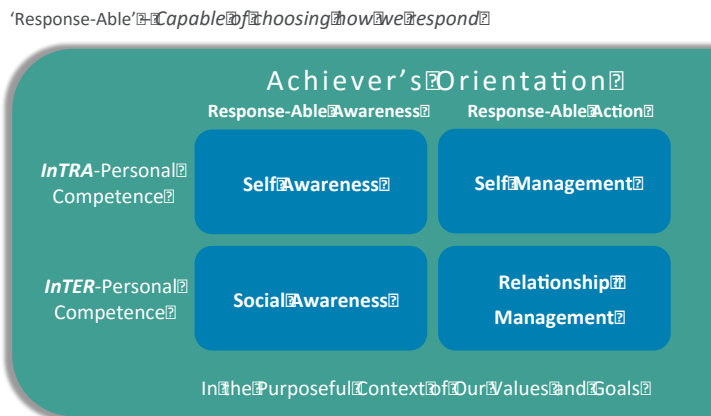 ‘Response-Able’ – Capable of choosing how we respond
Achiever’s Orientation
Response-Able Awareness Response-Able Action
InTRA-Personal
Competence
Self Awareness Self Management
InTER-Personal
Competence
Social Awareness Relationship
Management
In the Purposeful Context of Our Values and Goals